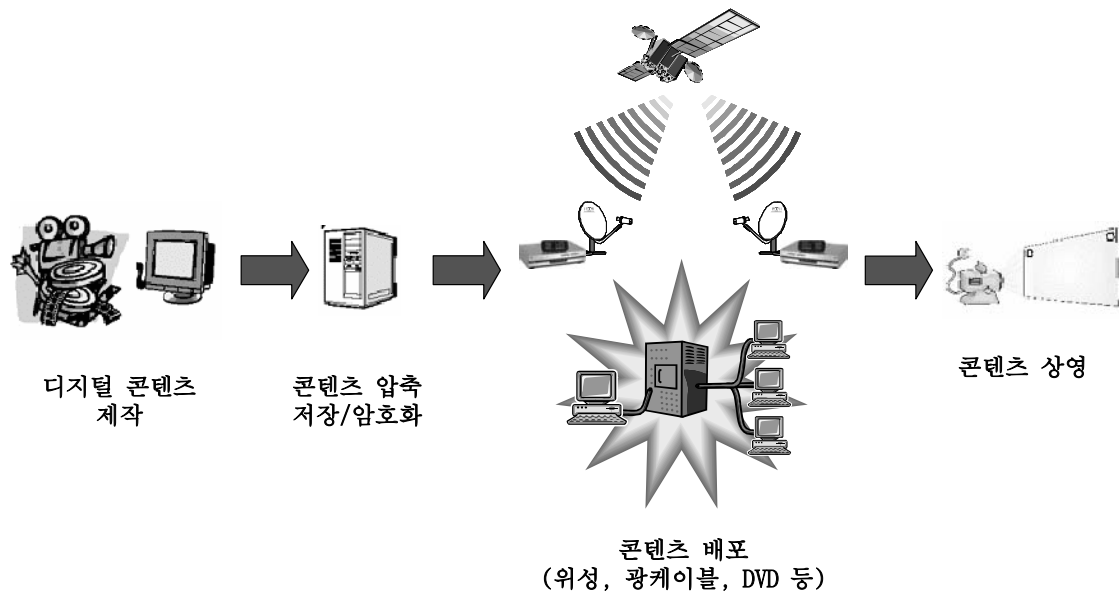 디지털 콘텐츠
제작
콘텐츠 압축
저장/암호화
콘텐츠 배포
(위성, 광케이블, DVD 등)
콘텐츠 상영